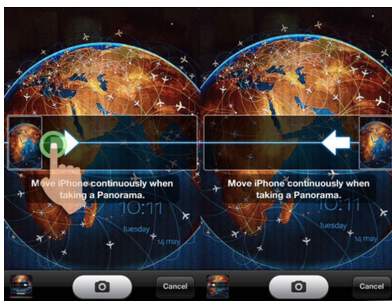 Move iPhone continuously when
taking a Panorama.
10:11
tuesday
14 may
Cancel
Move iPhone continuously when
taking a Panorama.
10:11
tuesday
14 may
Cancel